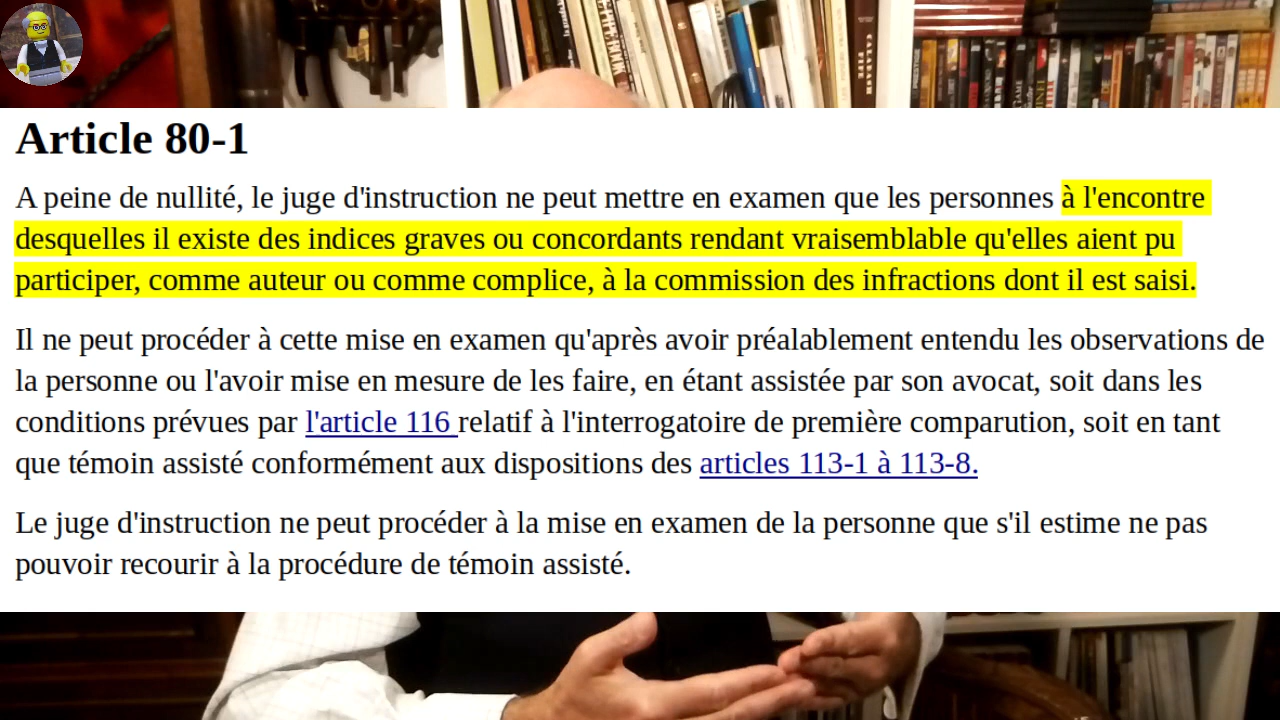 Article 80-1
A peine de nullité, le juge d'instruction ne peut mettre en examen que les personnes à l'encontre
desquelles il existe des indices graves ou concordants rendant vraisemblable qu'elles aient pu
participer, comme auteur ou comme complice, à la commission des infractions dont il est saisi.
Il ne peut procéder à cette mise en examen qu'après avoir préalablement entendu les observations de
la personne ou l'avoir mise en mesure de les faire, en étant assistée par son avocat, soit dans les
conditions prévues par l'article 116 relatif à l'interrogatoire de première comparution, soit en tant
que témoin assisté conformément aux dispositions des articles 113-1 à 113-8.
Le juge d'instruction ne peut procéder à la mise en examen de la personne que s'il estime ne pas
pouvoir recourir à la procédure de témoin assisté.